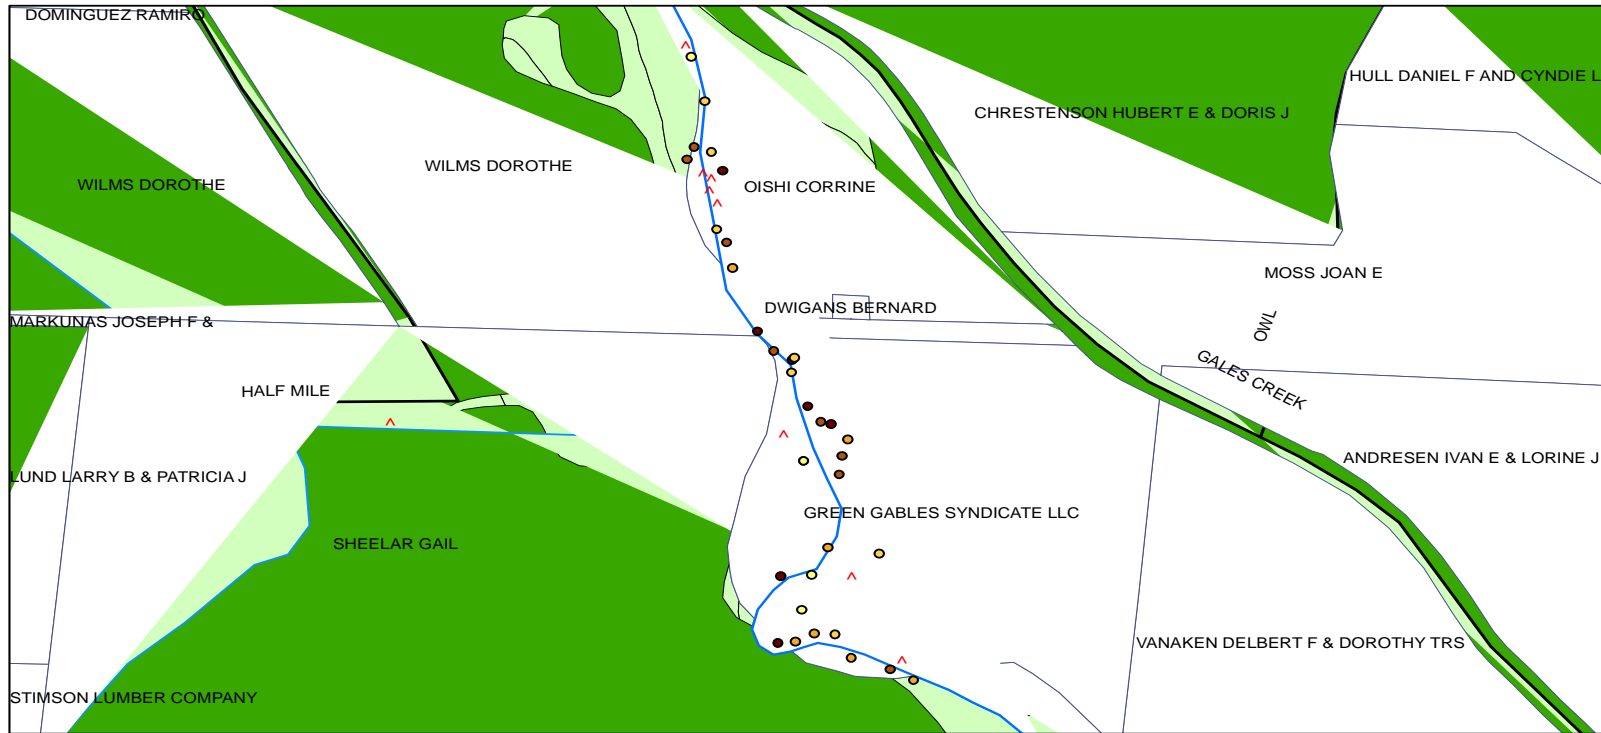 DOMINGUEZ RAMIRO
HULL DANIEL F AND CYNDIE L
CHRESTENSON HUBERT E & DORIS J
WILMS DOROTHE
WILMS DOROTHE
OISHI CORRINE
MOSS JOAN E
DWIGANS BERNARD
MARKUNAS JOSEPH F &
OWL
GALES CREEK
HALF MILE
ANDRESEN IVAN E & LORINE J
LUND LARRY B & PATRICIA J
GREEN GABLES SYNDICATE LLC
SHEELAR GAIL
VANAKEN DELBERT F & DOROTHY TRS
STIMSON LUMBER COMPANY